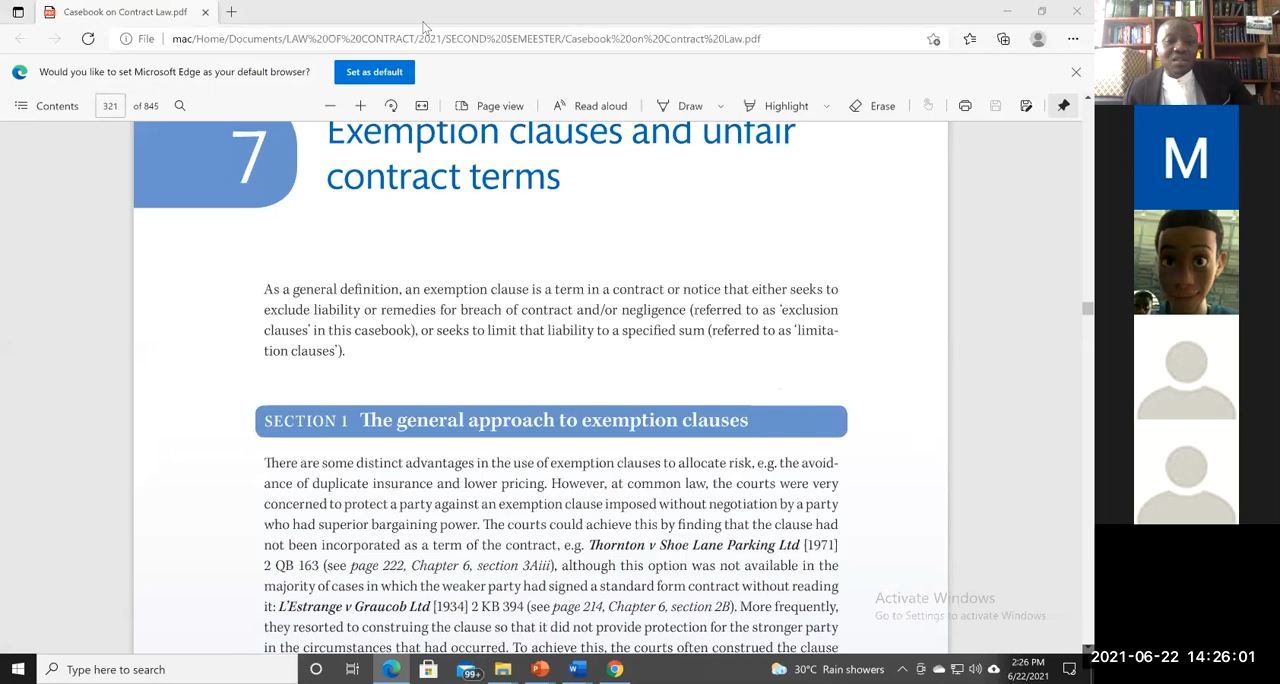 Casebook on Contract Law.pdf
File mac/Home/Documents/LAW%20OF%20CONTRACT/2021/SECOND%20SEMEESTER/Casebook%20on%20Contract%20Law.pdf
Would you like to set Microsoft Edge as your default browser? Set as default
Contents 321 of 845 Page view Read aloud Draw Highlight Erase
M
7
Exemption clauses and unfair
contract terms
As a general definition, an exemption clause is a term in a contract or notice that either seeks to
exclude liability or remedies for breach of contract and/or negligence (referred to as ‘exclusion
clauses’ in this casebook), or seeks to limit that liability to a specified sum (referred to as ‘limita-
tion clauses’).
SECTION 1 The general approach to exemption clauses
There are some distinct advantages in the use of exemption clauses to allocate risk, e.g. the avoid-
ance of duplicate insurance and lower pricing. However, at common law, the courts were very
concerned to protect a party against an exemption clause imposed without negotiation by a party
who had superior bargaining power. The courts could achieve this by finding that the clause had
not been incorporated as a term of the contract, e.g. Thornton v Shoe Lane Parking Ltd [1971]
2 QB 163 (see page 222, Chapter 6, section 3Aiii), although this option was not available in the
majority of cases in which the weaker party had signed a standard form contract without reading
it: L’Estrange v Graucob Ltd [1934] 2 KB 394 (see page 214, Chapter 6, section 2B). More frequently,
they resorted to construing the clause so that it did not provide protection for the stronger party
in the circumstances that had occurred. To achieve this, the courts often construed the clause
Activate Windows
Go to Settings to activate Windows
Type here to search
99+
30°C Rain showers
2:26 PM
6/22/2021
2021-06-22 14:26:01